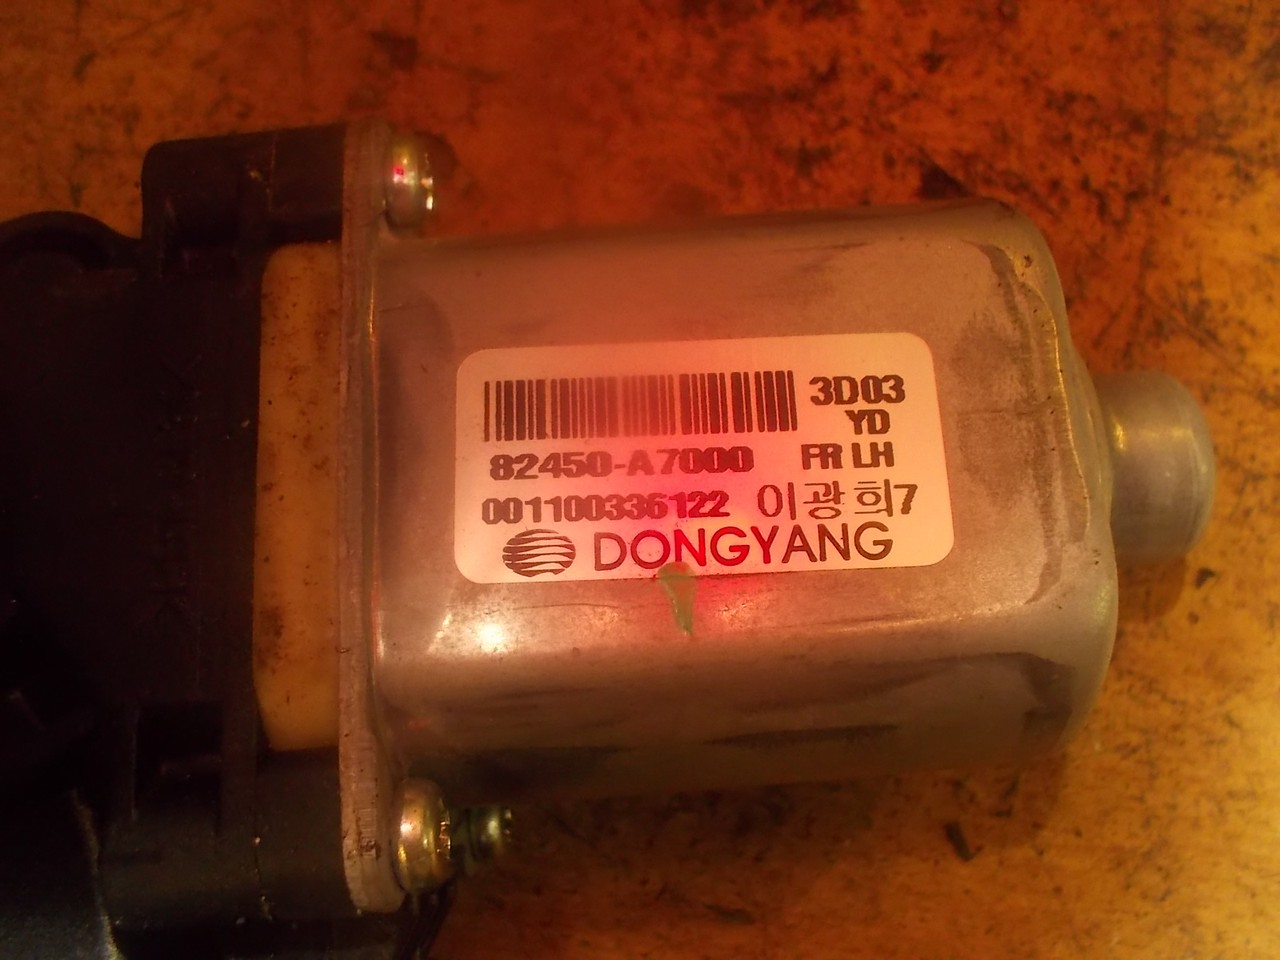 3D03
YD
82450-A7000 FR LH
001100336122 이광희7
DONGYANG